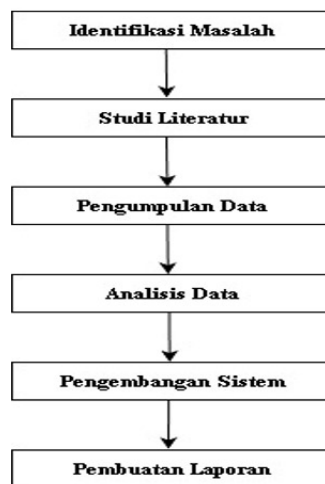 Identifikasi Masalah
Studi Literatur
Pengumpulan Data
Analisis Data
Pengembangan Sistem
Pembuatan Laporan